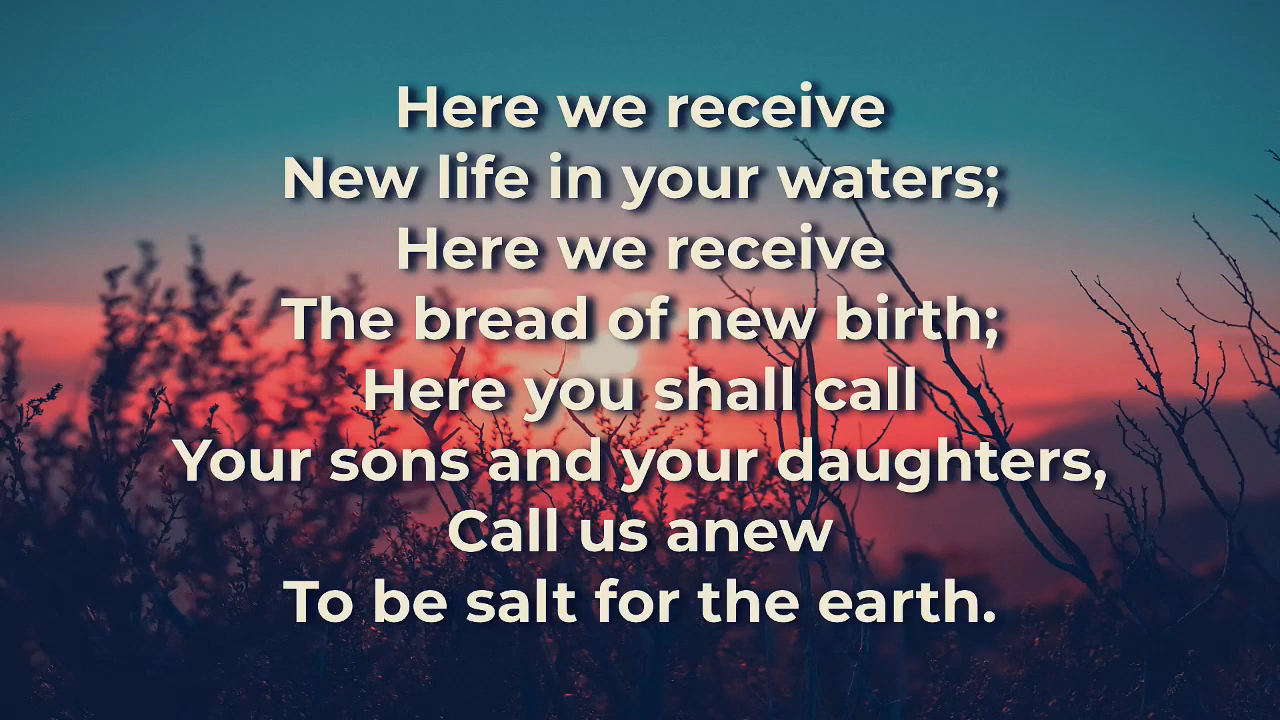 Here we receive
New life in your waters;
Here we receive
The bread of new birth;
Here you shall call
Your sons and your daughters,
Call us anew
To be salt for the earth.